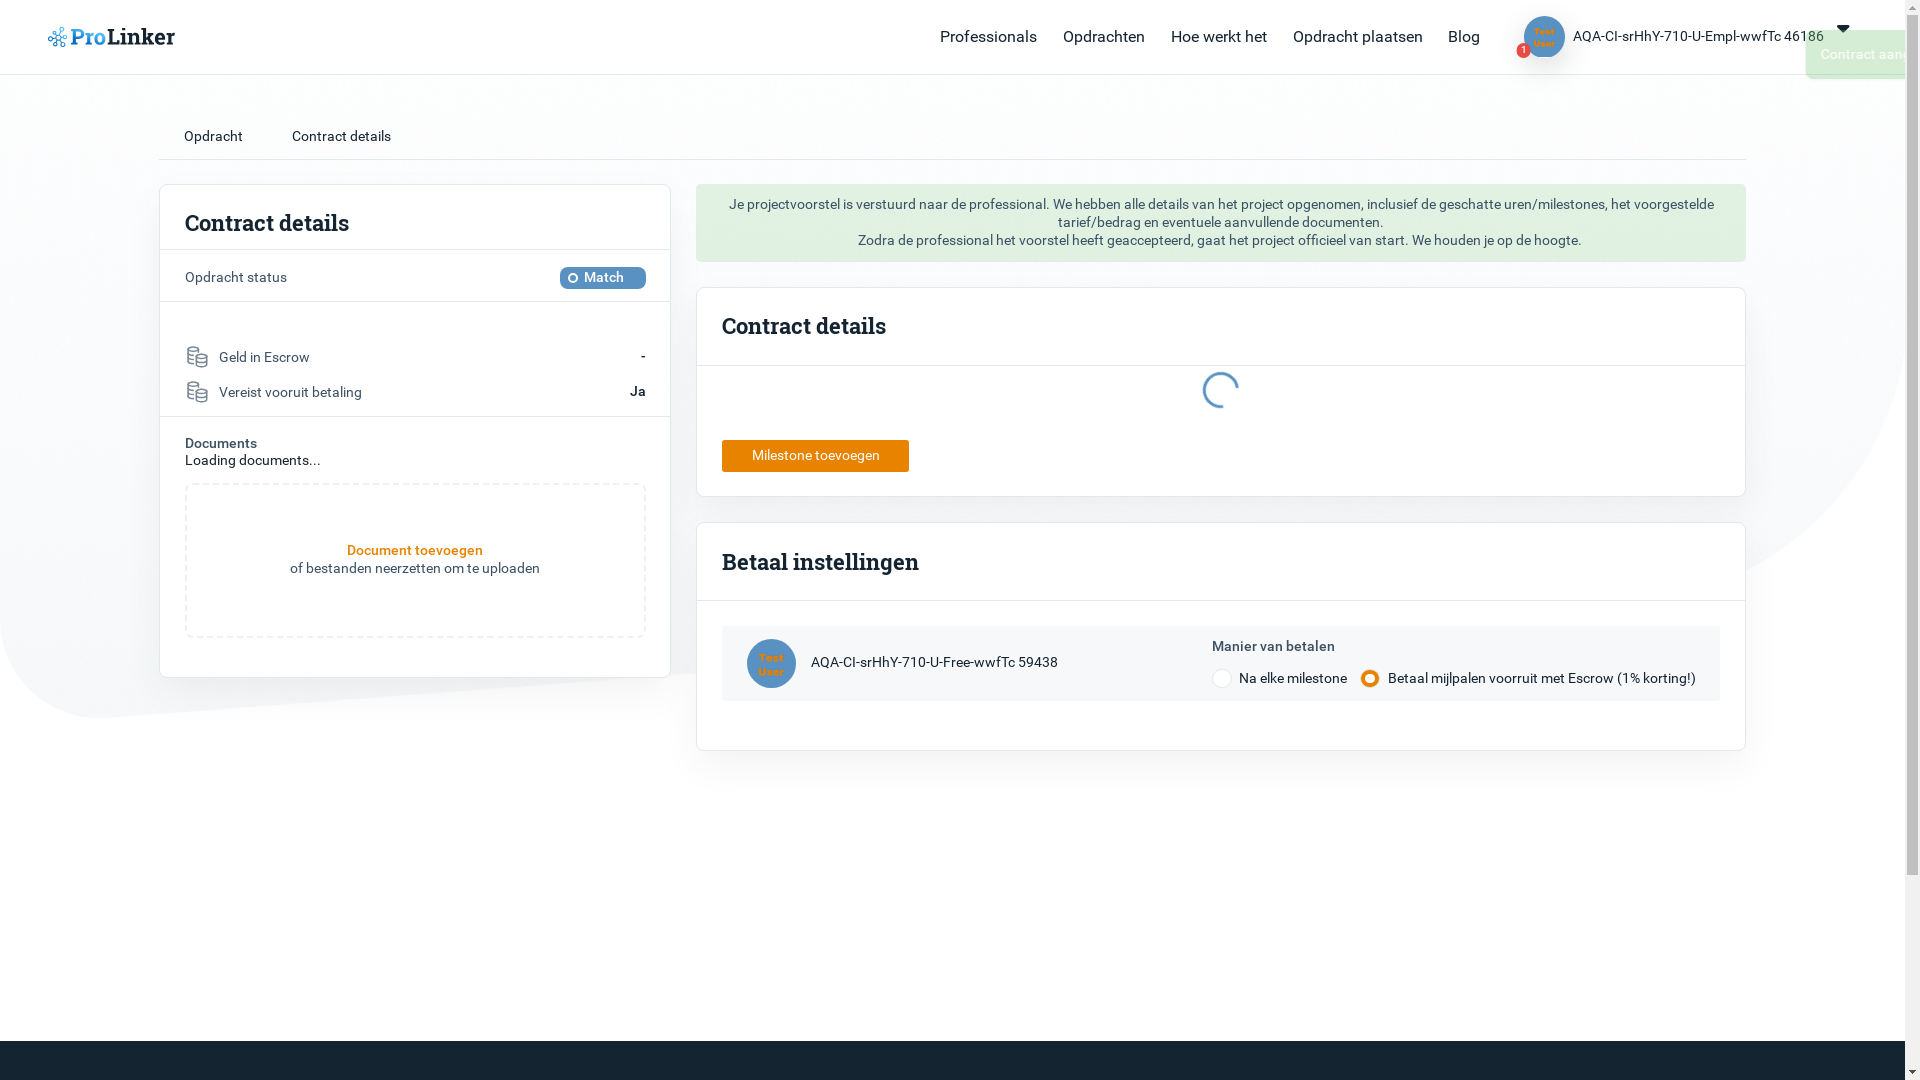 ProLinker
Professionals
Opdrachten
Hoe werkt het
Opdracht plaatsen
Blog
Test
User
1
AQA-CI-srHhY-710-U-Empl-wwfTc 46186
Contract
Opdracht
Contract details
Contract details
Opdracht status
Match
Geld in Escrow
-
Vereist vooruit betaling
Ja
Documents
Loading documents...
Document toevoegen
of bestanden neerzetten om te uploaden
Je projectvoorstel is verstuurd naar de professional. We hebben alle details van het project opgenomen, inclusief de geschatte uren/milestones, het voorgestelde
tarief/bedrag en eventuele aanvullende documenten.
Zodra de professional het voorstel heeft geaccepteerd, gaat het project officieel van start. We houden je op de hoogte.
Contract details
Milestone toevoegen
Betaal instellingen
Test
User
AQA-CI-srHhY-710-U-Free-wwfTc 59438
Manier van betalen
Na elke milestone
Betaal mijlpalen voorruit met Escrow (1% korting!)